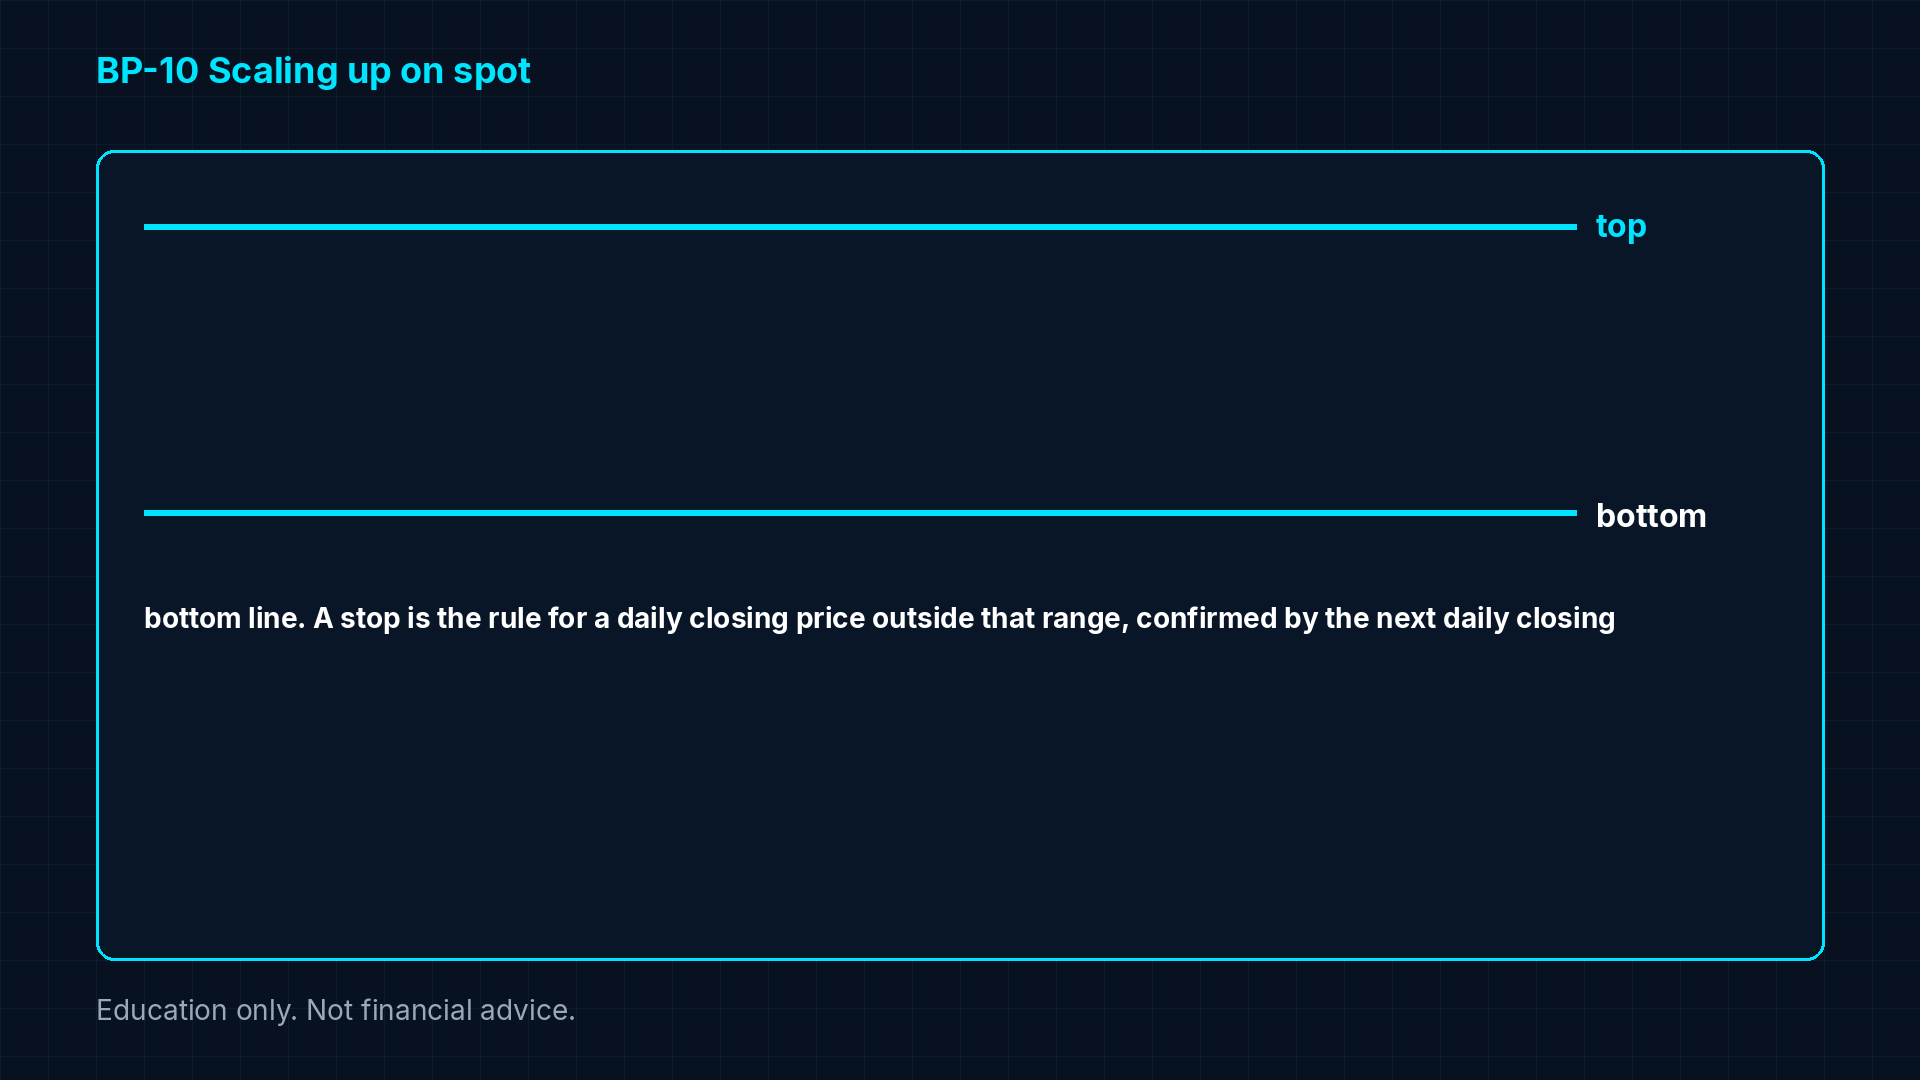 BP-10 Scaling up on spot
top
bottom
bottom line. A stop is the rule for a daily closing price outside that range, confirmed by the next daily closing
Education only. Not financial advice.